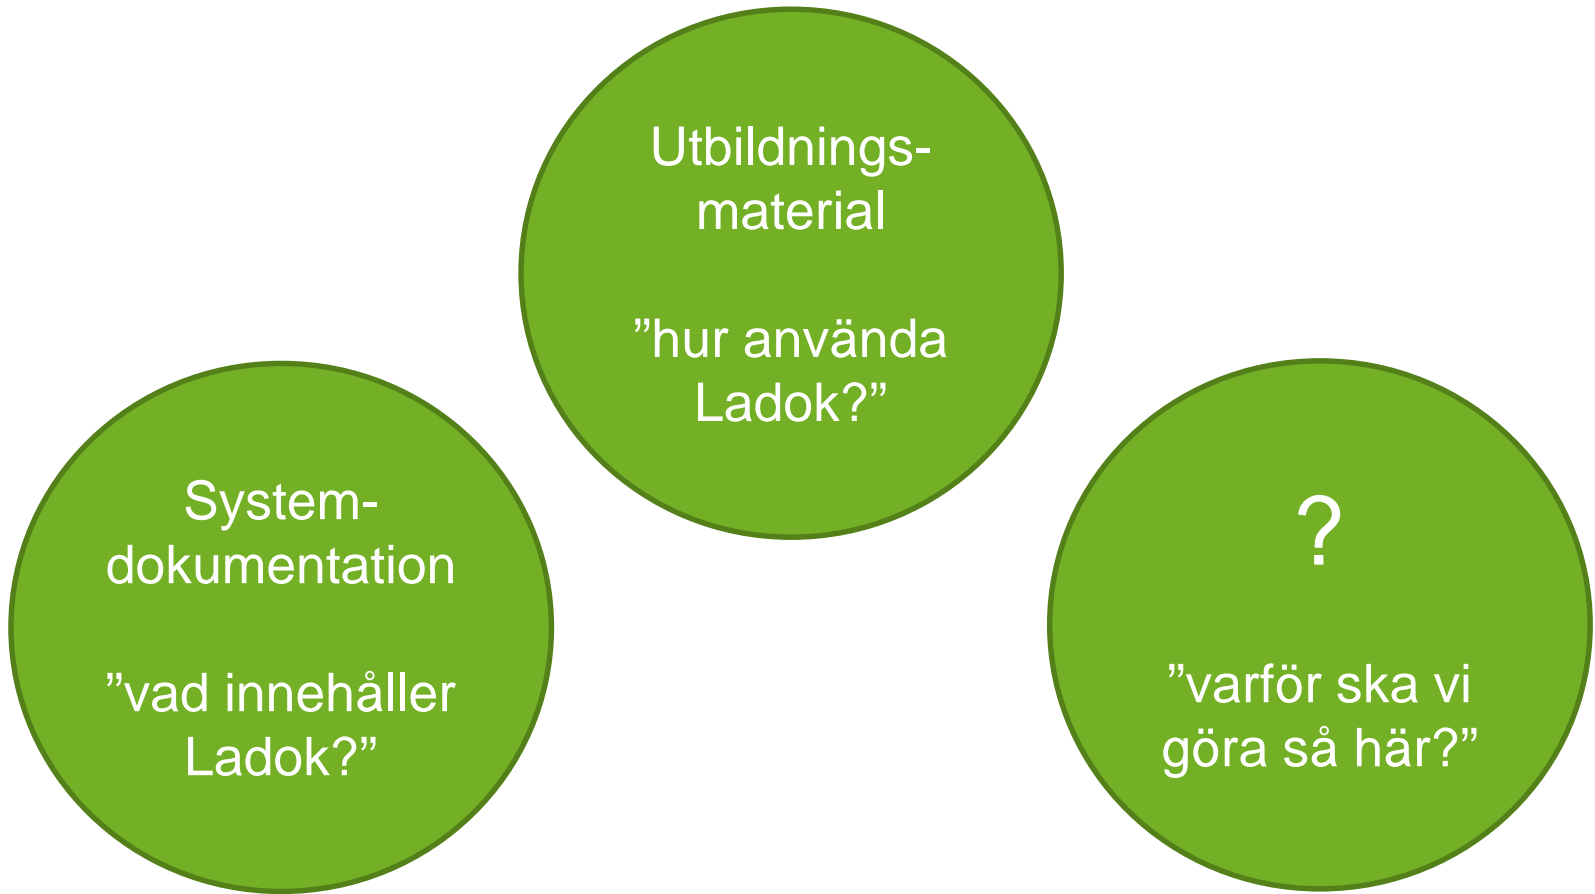 Utbildnings-
material
”hur använda
Ladok?”
System-
dokumentation
”vad innehåller
Ladok?”
?
”varför ska vi
göra så här?”